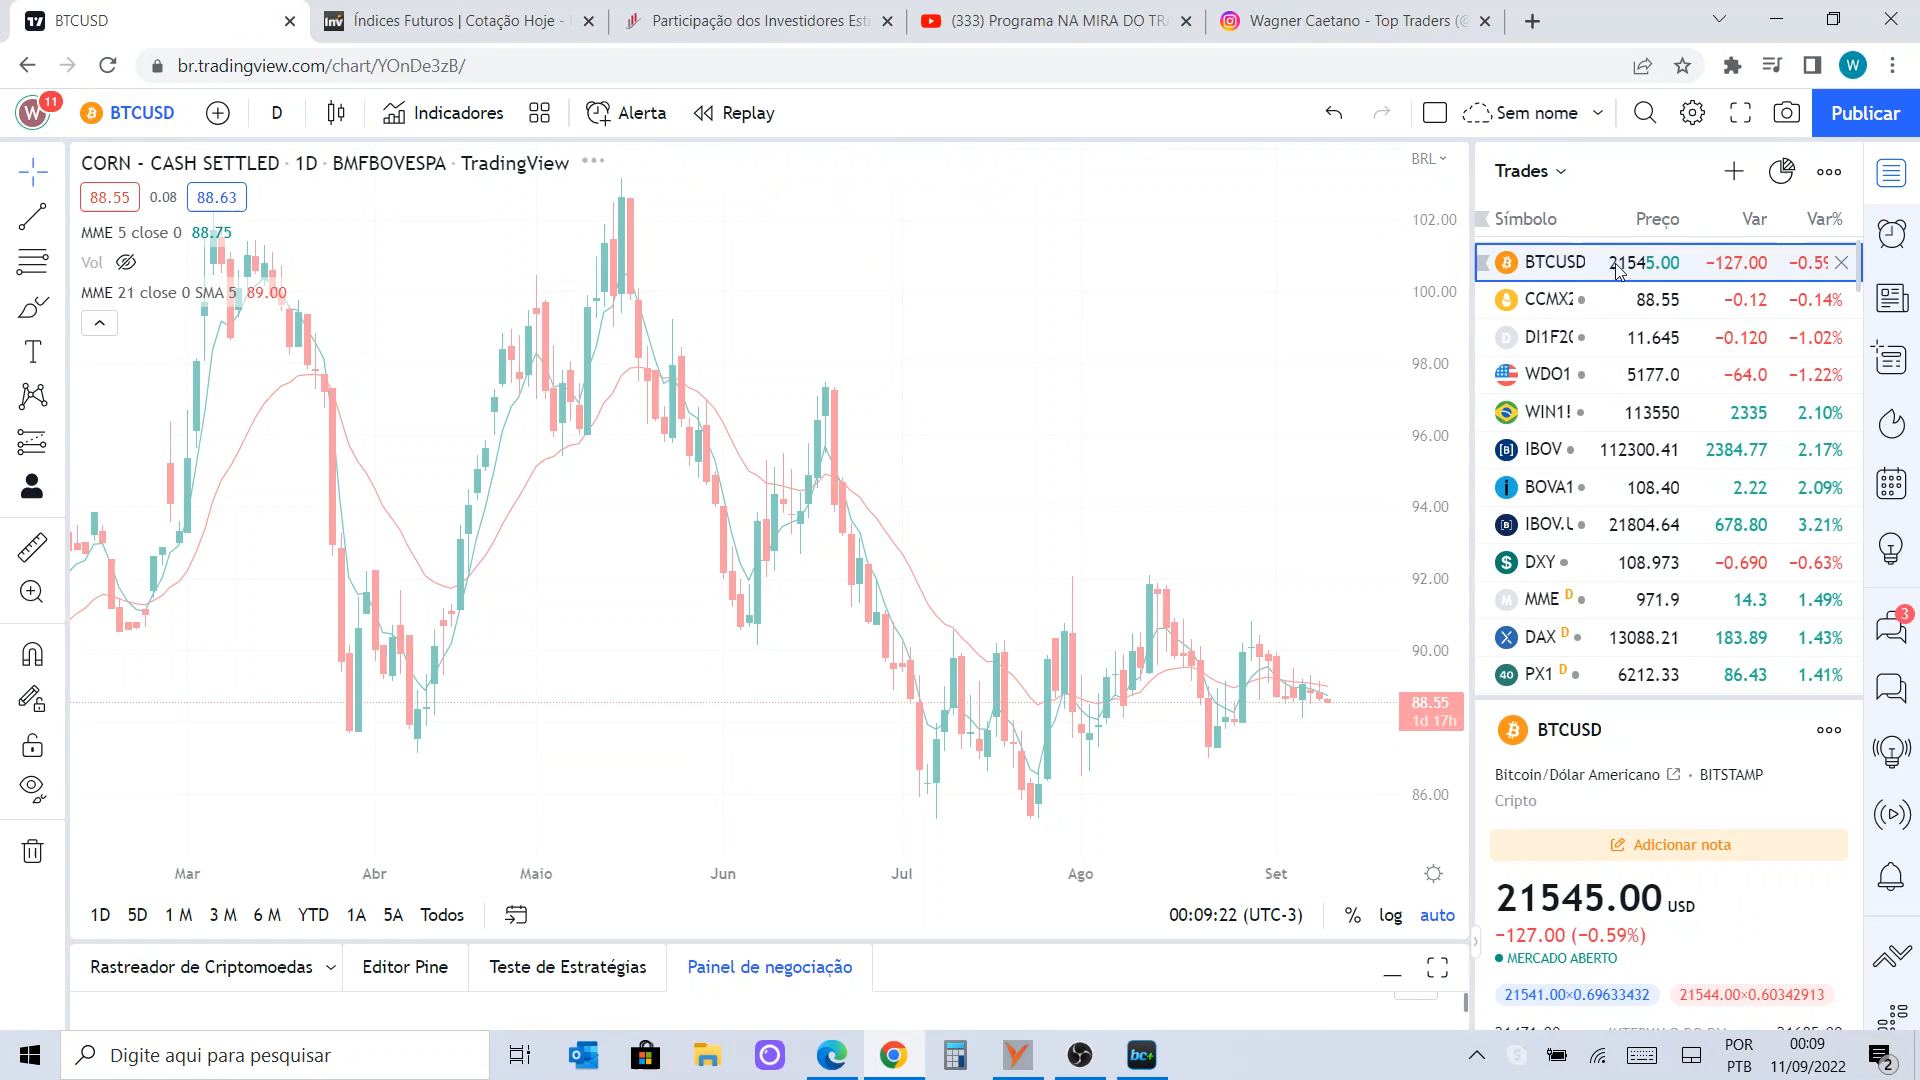 BTCUSD
Índices Futuros | Cotação Hoje -
Participação dos Investidores Est
(333) Programa NA MIRA DO TR
Wagner Caetano - Top Traders (@
br.tradingview.com/chart/YOnDe3zB/
W
W 11
BTCUSD
D
Indicadores
Alerta
Replay
Sem nome
Publicar
CORN - CASH SETTLED · 1D · BMFBOVESPA · TradingView
BRL
88.55 0.08 88.63
MME 5 close 0 88.75
Vol
MME 21 close 0 SMA 5 89.00
102.00
100.00
98.00
96.00
94.00
92.00
90.00
88.55
1d 17h
86.00
Mar Abr Maio Jun Jul Ago Set
1D 5D 1 M 3 M 6 M YTD 1A 5A Todos
00:09:22 (UTC-3) % log auto
Rastreador de Criptomoedas
Editor Pine
Teste de Estratégias
Painel de negociação
Trades
Símbolo Preço Var Var%
BTCUSD 21545.00 −127.00 −0.59
CCMX2 88.55 −0.12 −0.14%
DI1F20 11.645 −0.120 −1.02%
WDO1 5177.0 −64.0 −1.22%
WIN1! 113550 2335 2.10%
IBOV 112300.41 2384.77 2.17%
BOVA1 108.40 2.22 2.09%
IBOV.U 21804.64 678.80 3.21%
DXY 108.973 −0.690 −0.63%
MME D 971.9 14.3 1.49%
DAX D 13088.21 183.89 1.43%
PX1 D 6212.33 86.43 1.41%
BTCUSD
Bitcoin/Dólar Americano · BITSTAMP
Cripto
Adicionar nota
21545.00 USD
−127.00 (−0.59%)
MERCADO ABERTO
21541.00×0.69633432 21544.00×0.60342913
3
Digite aqui para pesquisar
bc+
POR
PTB
00:09
11/09/2022
2